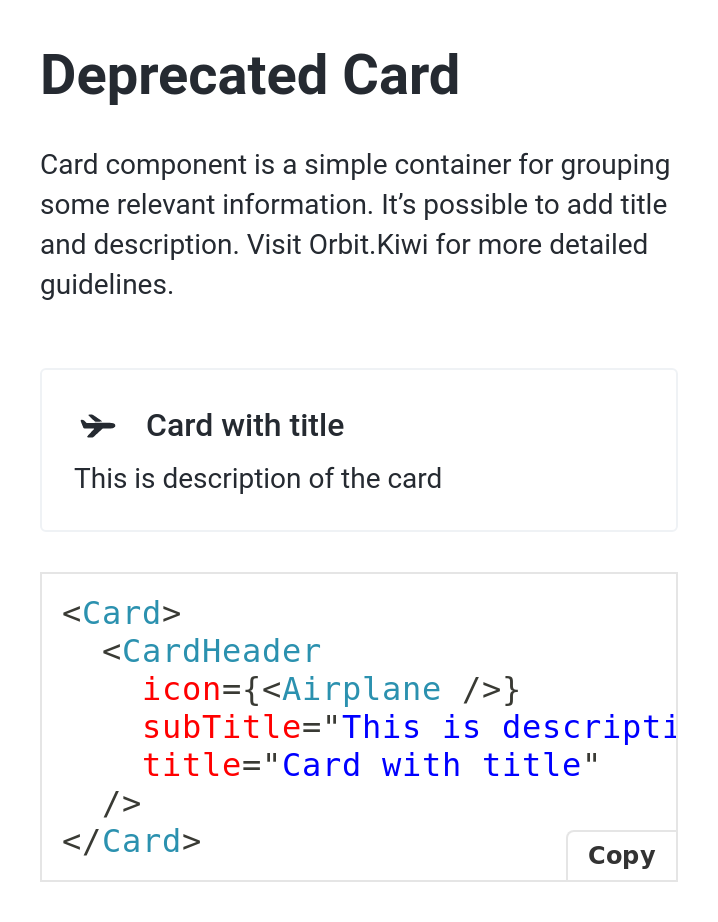 Deprecated Card
Card component is a simple container for grouping
some relevant information. It’s possible to add title
and description. Visit Orbit.Kiwi for more detailed
guidelines.
Card with title
This is description of the card
<Card>
  <CardHeader
    icon={<Airplane />}
    subTitle="This is descripti
    title="Card with title"
  />
</Card>
Copy